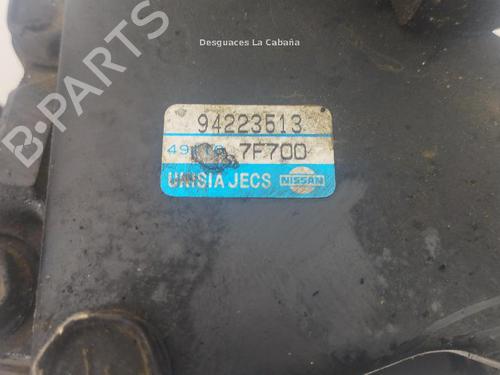 Desguaces La Cabaña
B-PARTS
94223513
7F700
UNISIA JECS NISSAN